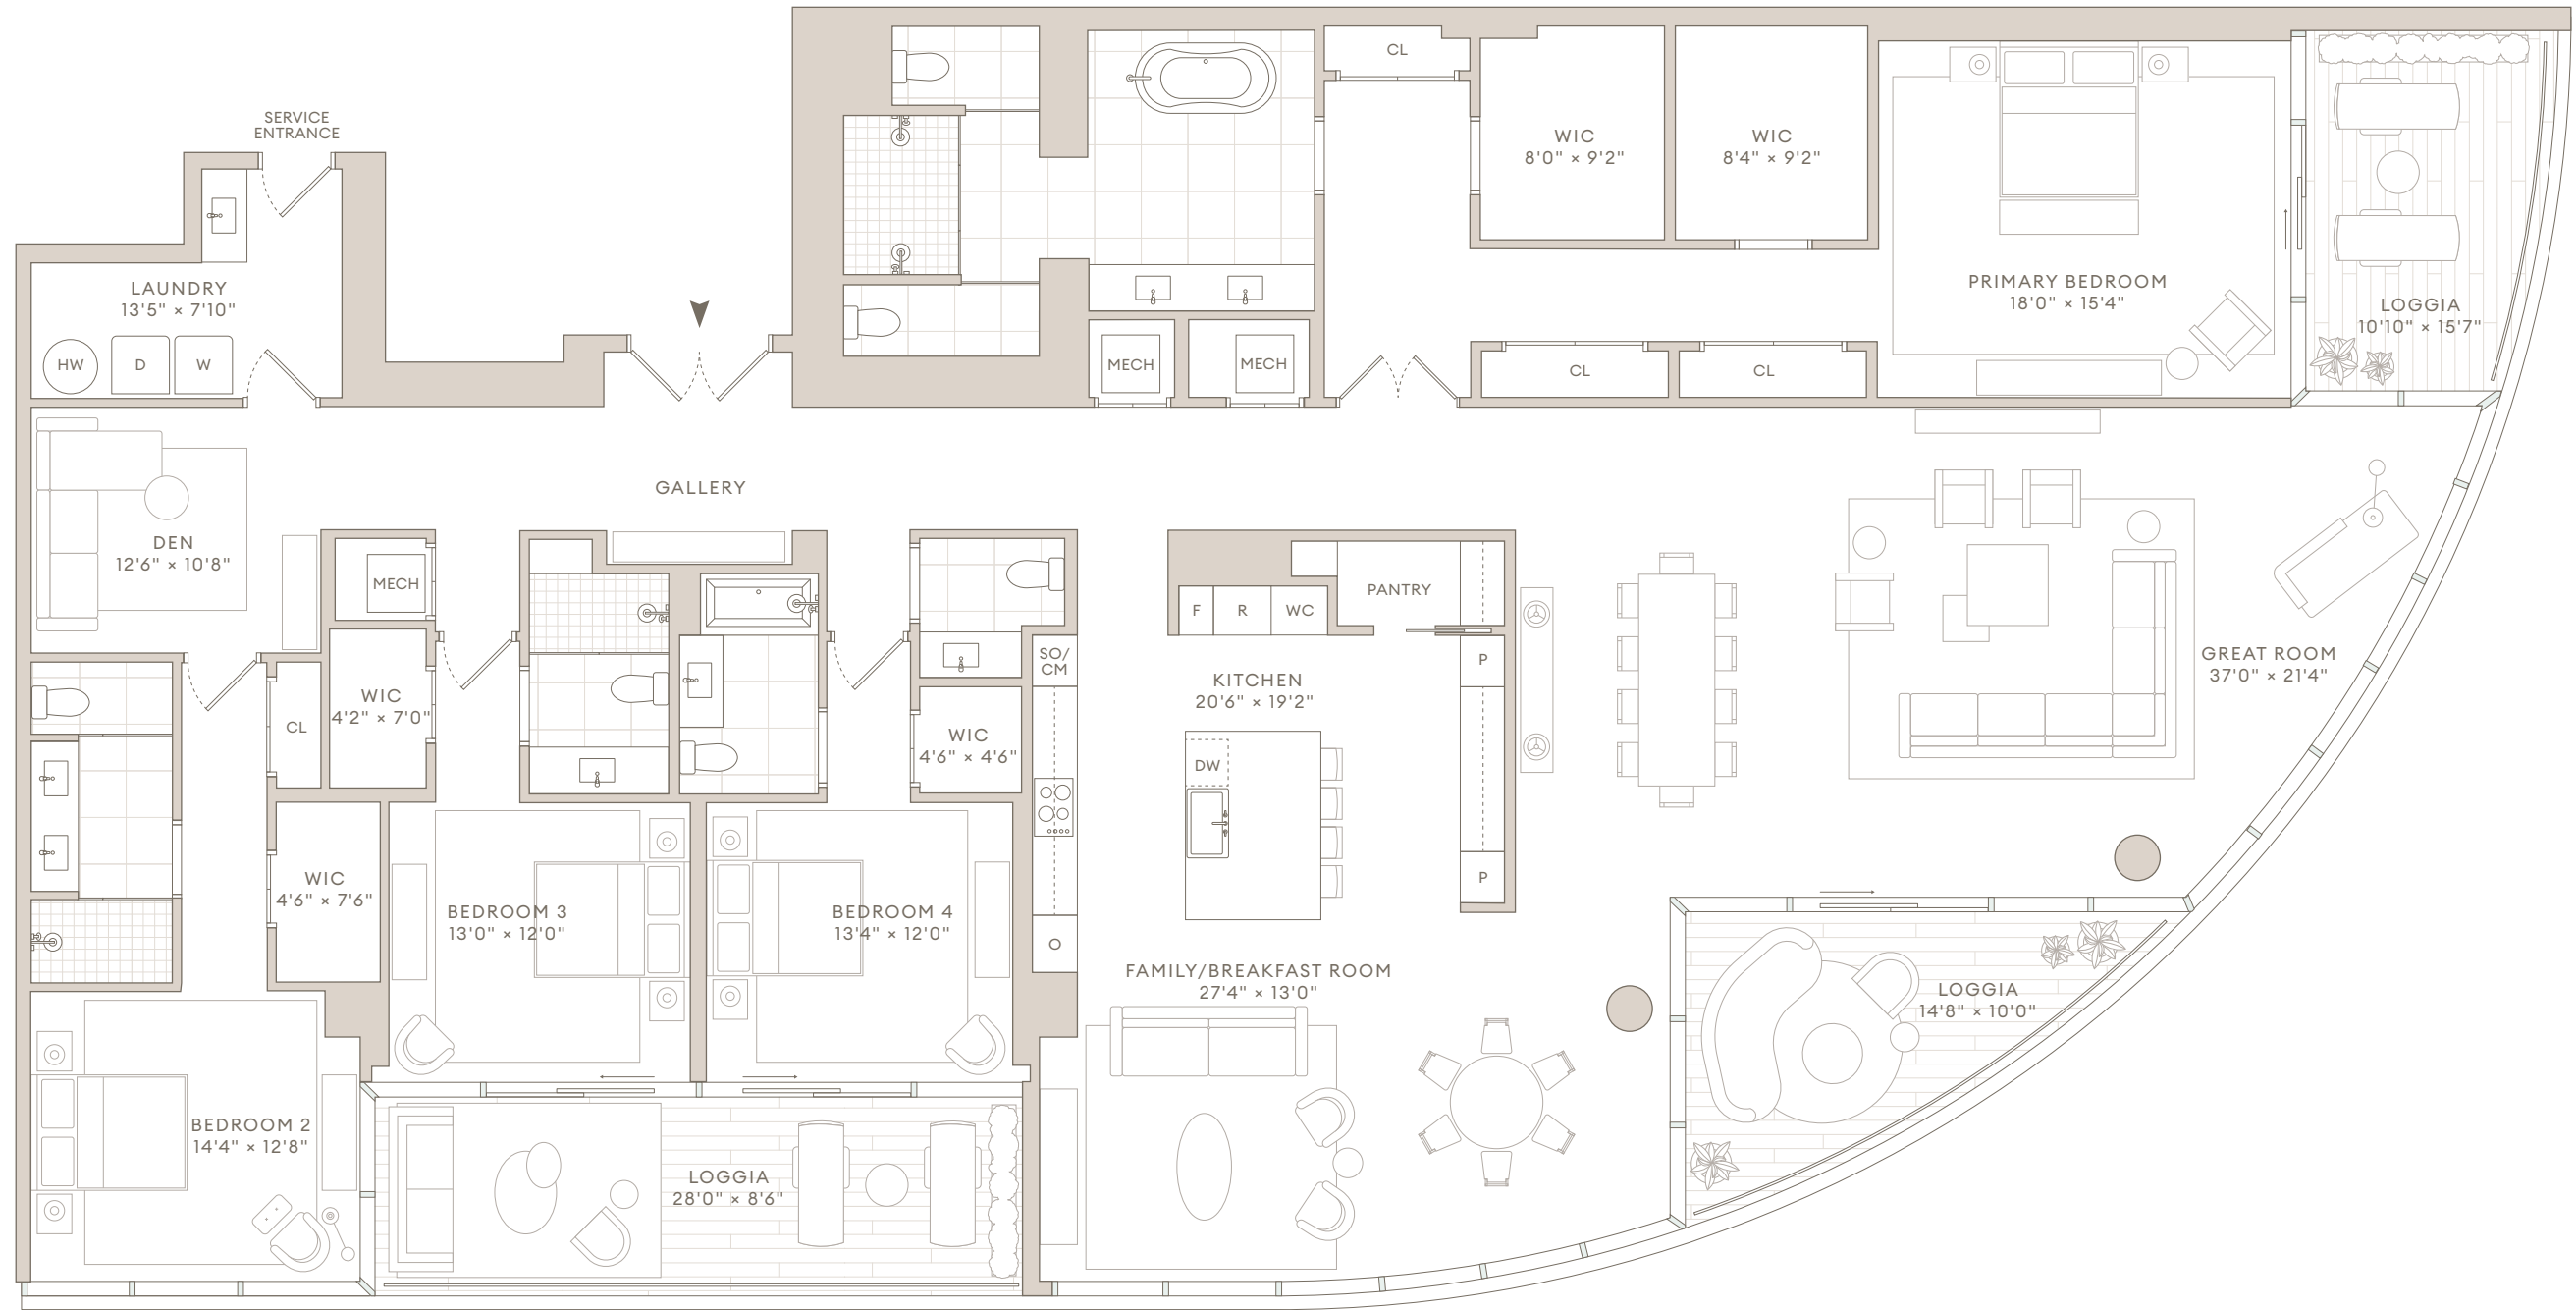 SERVICE
ENTRANCE
CL
WIC
8'0" × 9'2"
WIC
8'4" × 9'2"
LAUNDRY
13'5" × 7'10"
PRIMARY BEDROOM
18'0" × 15'4"
LOGGIA
10'10" × 15'7"
HW
D
W
MECH
MECH
CL
CL
GALLERY
DEN
12'6" × 10'8"
MECH
PANTRY
F
R
WC
SO/
CM
P
KITCHEN
20'6" × 19'2"
GREAT ROOM
37'0" × 21'4"
CL
WIC
4'2" × 7'0"
WIC
4'6" × 4'6"
DW
WIC
4'6" × 7'6"
P
BEDROOM 3
13'0" × 12'0"
BEDROOM 4
13'4" × 12'0"
FAMILY/BREAKFAST ROOM
27'4" × 13'0"
LOGGIA
14'8" × 10'0"
BEDROOM 2
14'4" × 12'8"
LOGGIA
28'0" × 8'6"